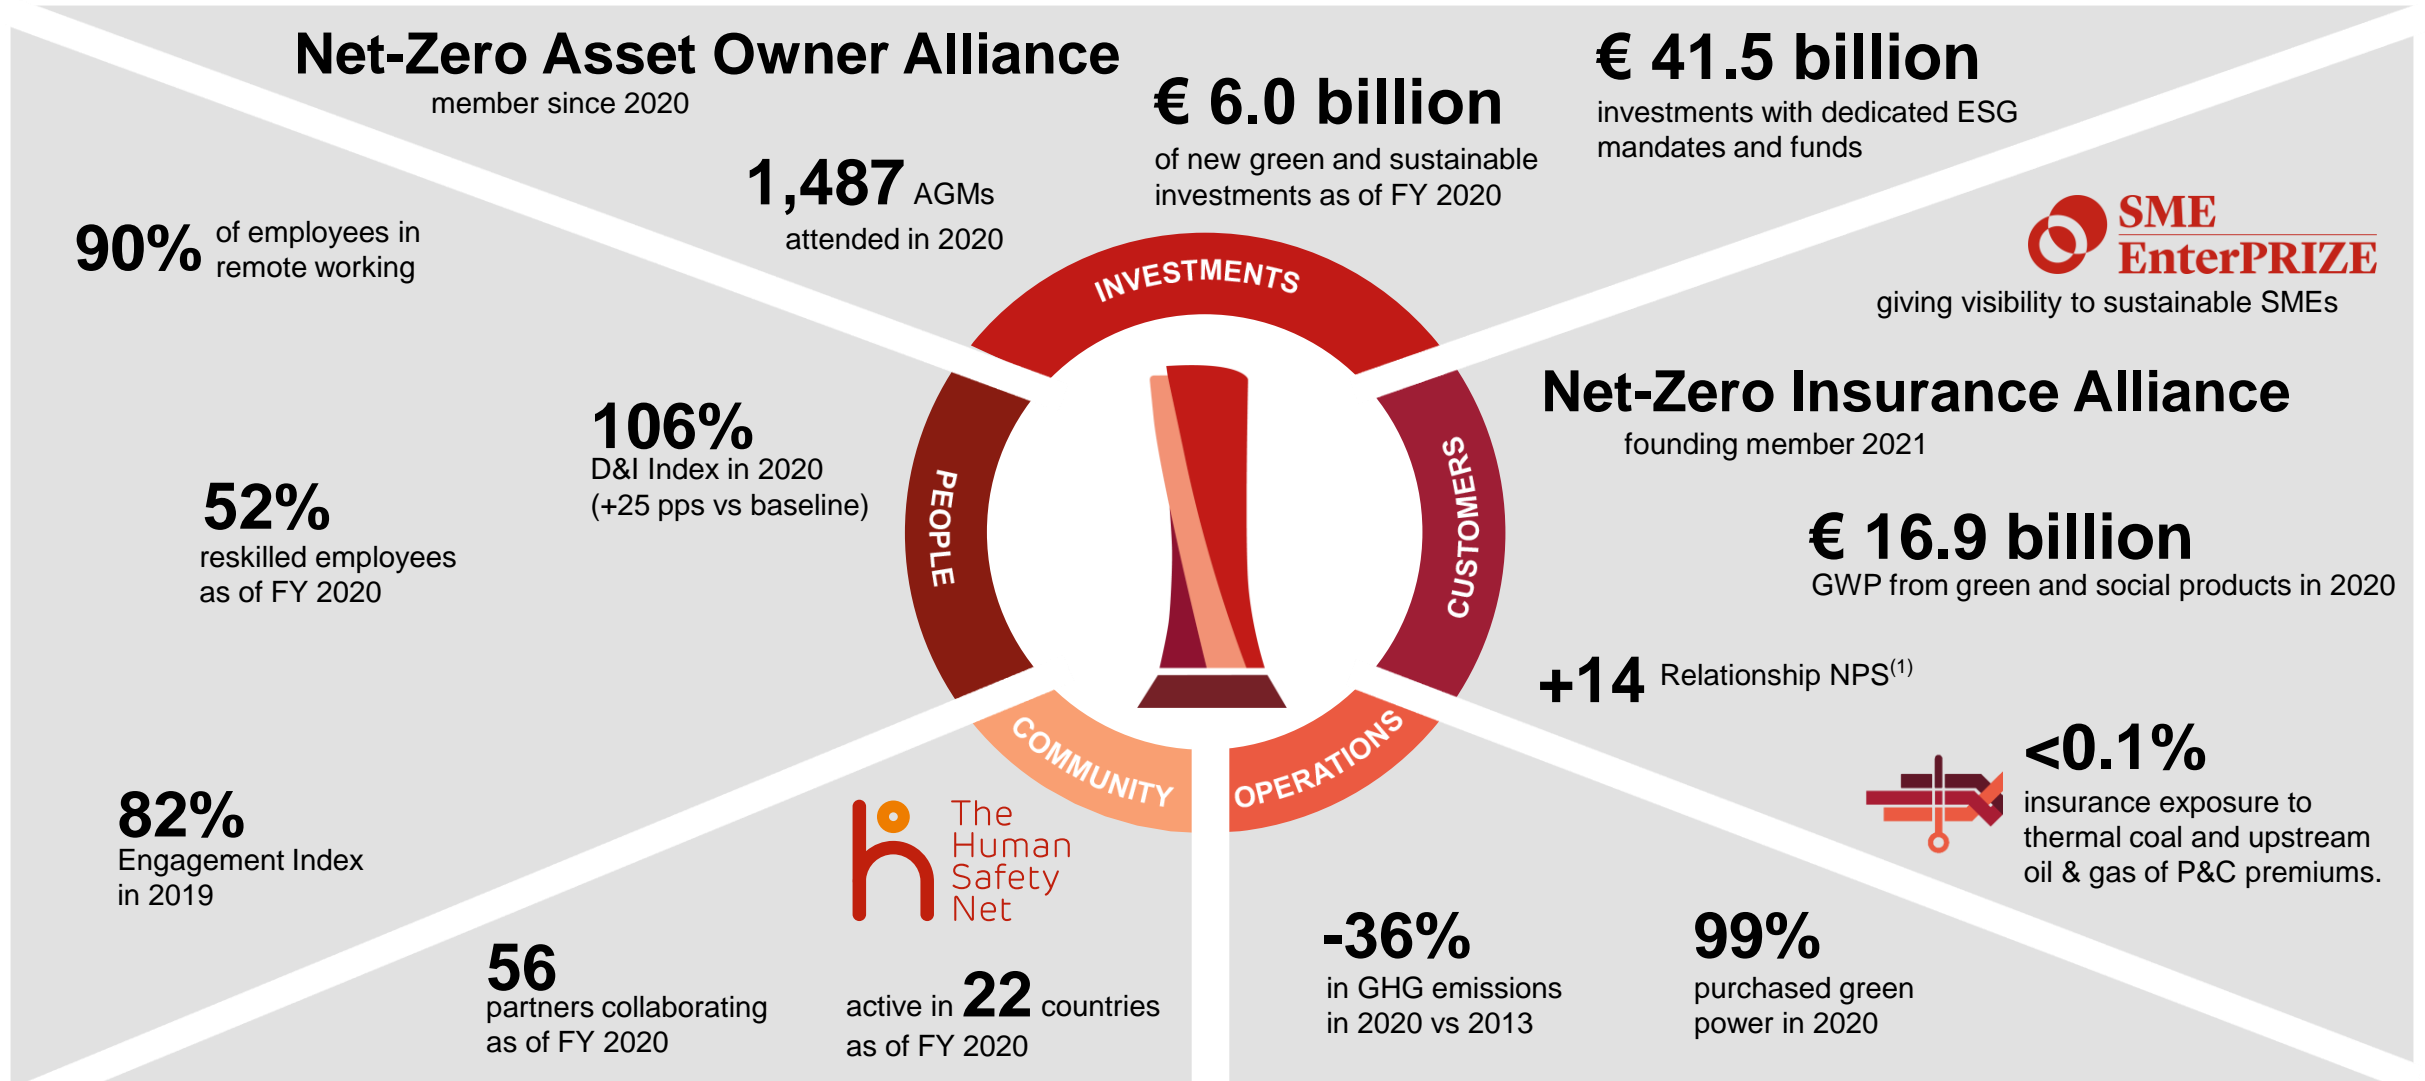 Net-Zero Asset Owner Alliance
member since 2020
1,487 AGMs
attended in 2020
€ 6.0 billion
of new green and sustainable
investments as of FY 2020
€ 41.5 billion
investments with dedicated ESG
mandates and funds
INVESTMENTS
SME
EnterPRIZE
giving visibility to sustainable SMEs
Net-Zero Insurance Alliance
founding member 2021
€ 16.9 billion
GWP from green and social products in 2020
+14 Relationship NPS(1)
<0.1%
insurance exposure to
thermal coal and upstream
oil & gas of P&C premiums.
CUSTOMERS
90% of employees in
remote working
106%
D&I Index in 2020
(+25 pps vs baseline)
52%
reskilled employees
as of FY 2020
82%
Engagement Index
in 2019
PEOPLE
COMMUNITY
The
Human
Safety
Net
56
partners collaborating
as of FY 2020
active in 22 countries
as of FY 2020
OPERATIONS
-36%
in GHG emissions
in 2020 vs 2013
99%
purchased green
power in 2020